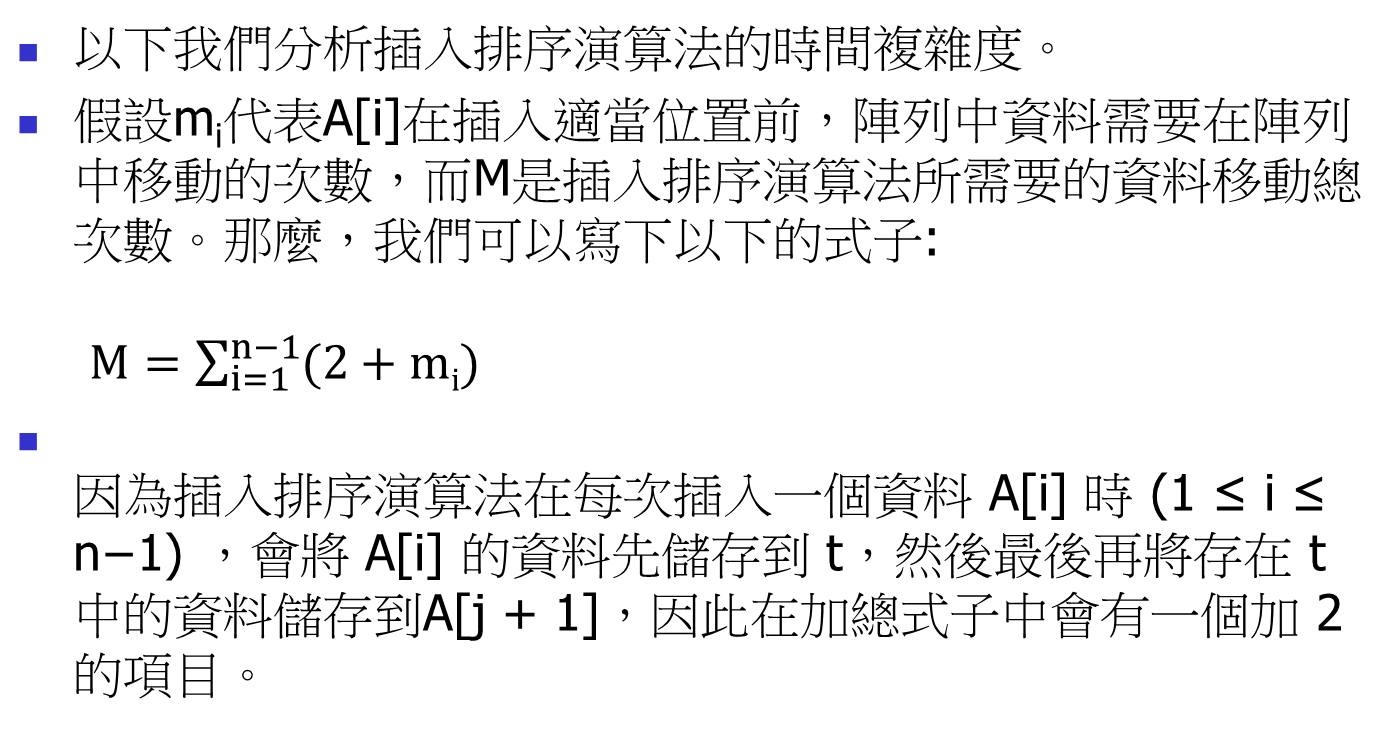 以下我們分析插入排序演算法的時間複雜度。
假設mᵢ代表A[i]在插入適當位置前，陣列中資料需要在陣列
中移動的次數，而M是插入排序演算法所需要的資料移動總
次數。那麼，我們可以寫下以下的式子:
M = ∑ᵢ₌₁ⁿ⁻¹(2 + mᵢ)
因為插入排序演算法在每次插入一個資料 A[i] 時 (1 ≤ i ≤
n−1) ，會將 A[i] 的資料先儲存到 t，然後最後再將存在 t
中的資料儲存到A[j + 1]，因此在加總式子中會有一個加 2
的項目。